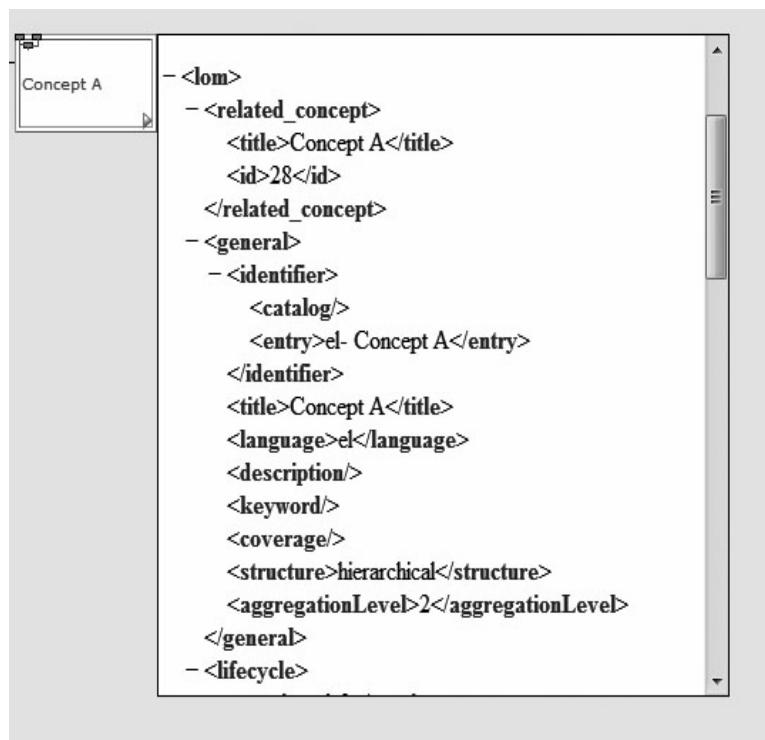 Concept A
− <lom>
− <related_concept>
<title>Concept A</title>
<id>28</id>
</related_concept>
− <general>
− <identifier>
<catalog/>
<entry>el- Concept A</entry>
</identifier>
<title>Concept A</title>
<language>el</language>
<description/>
<keyword/>
<coverage/>
<structure>hierarchical</structure>
<aggregationLevel>2</aggregationLevel>
</general>
− <lifecycle>